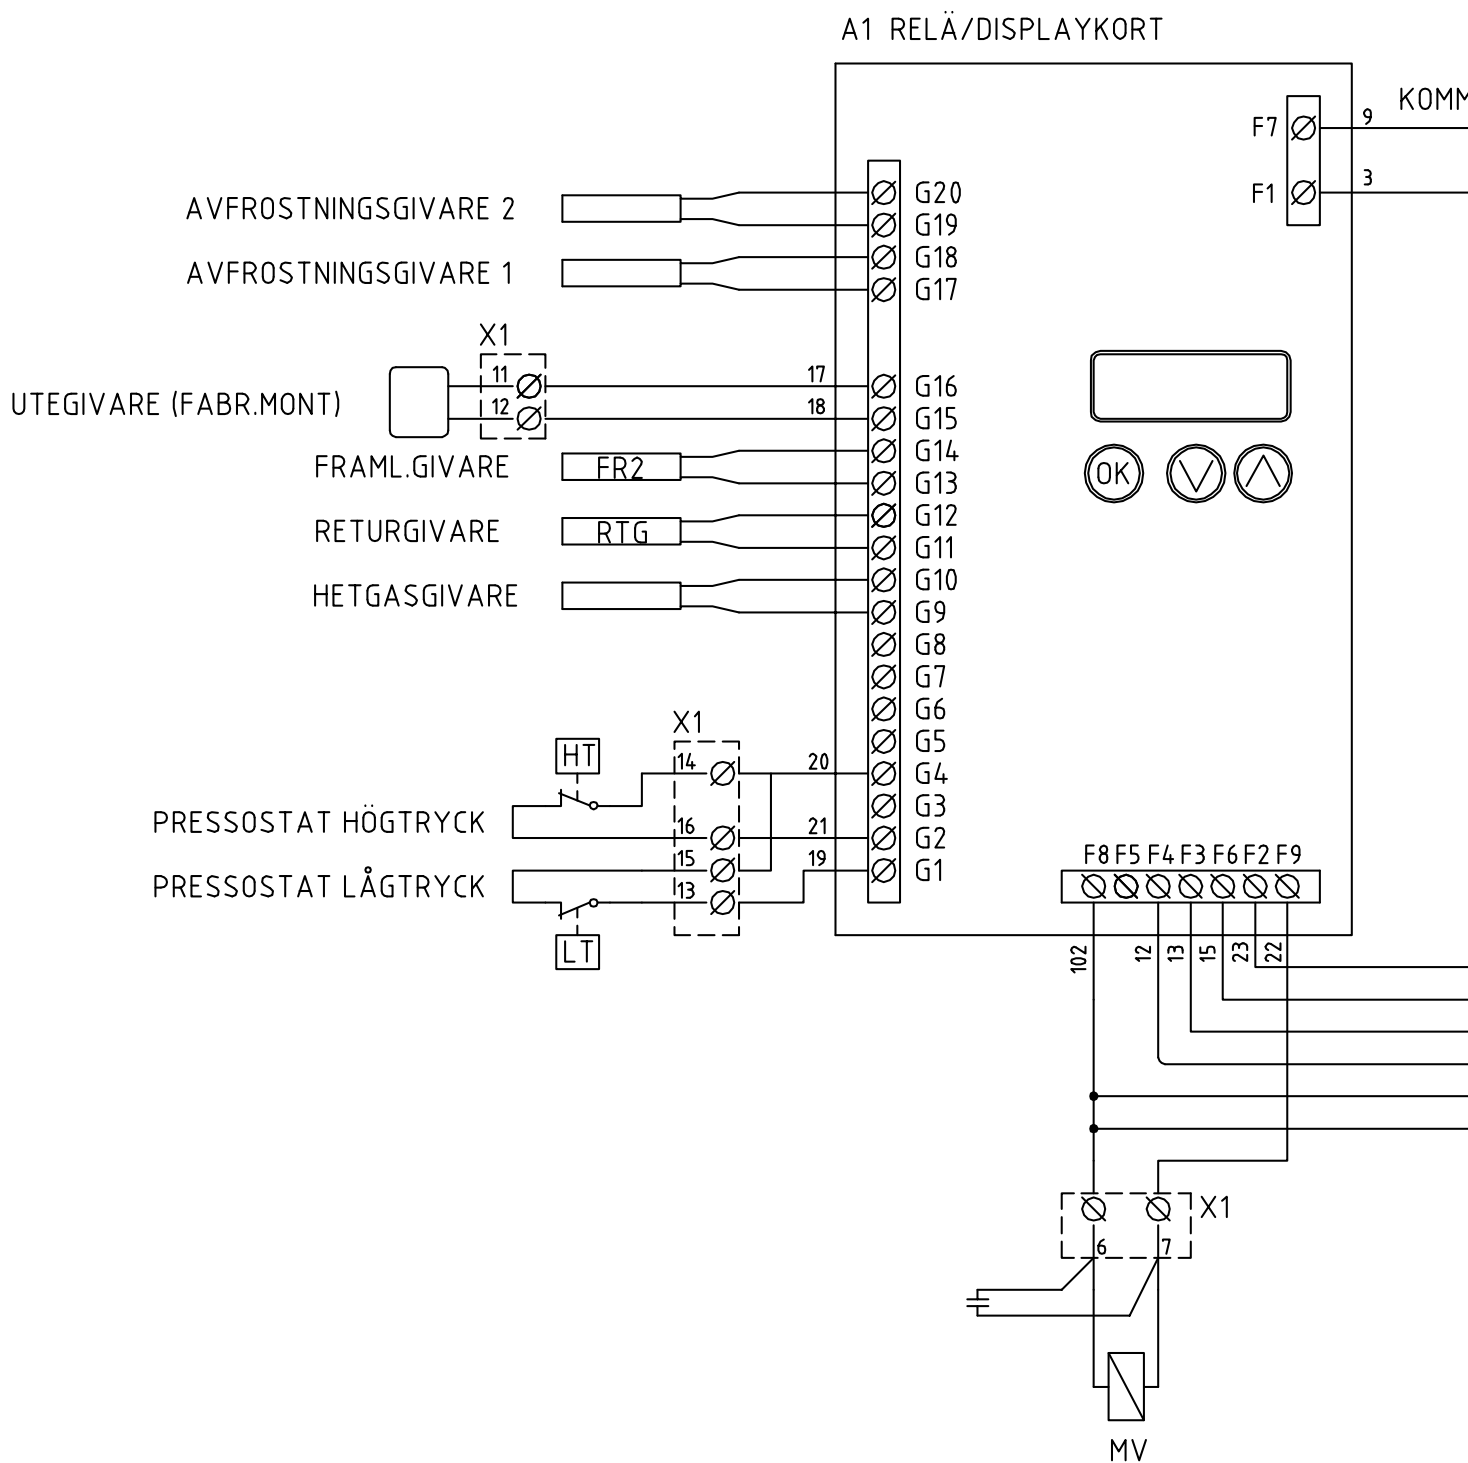 A1 RELÄ/DISPLAYKORT
KOMM
F7 9
F1 3
AVFROSTNINGSGIVARE 2
G20
G19
AVFROSTNINGSGIVARE 1
G18
G17
X1
UTEGIVARE (FABR.MONT)
11 17 G16
12 18 G15
FRAML.GIVARE FR2
G14
G13
RETURGIVARE RTG
G12
G11
HETGASGIVARE
G10
G9
G8
G7
G6
G5
OK
X1
HT
14 20 G4
G3
PRESSOSTAT HÖGTRYCK
16 21 G2
15 19 G1
PRESSOSTAT LÅGTRYCK
13
LT
F8 F5 F4 F3 F6 F2 F9
102 12 13 15 23 22
X1
6 7
MV